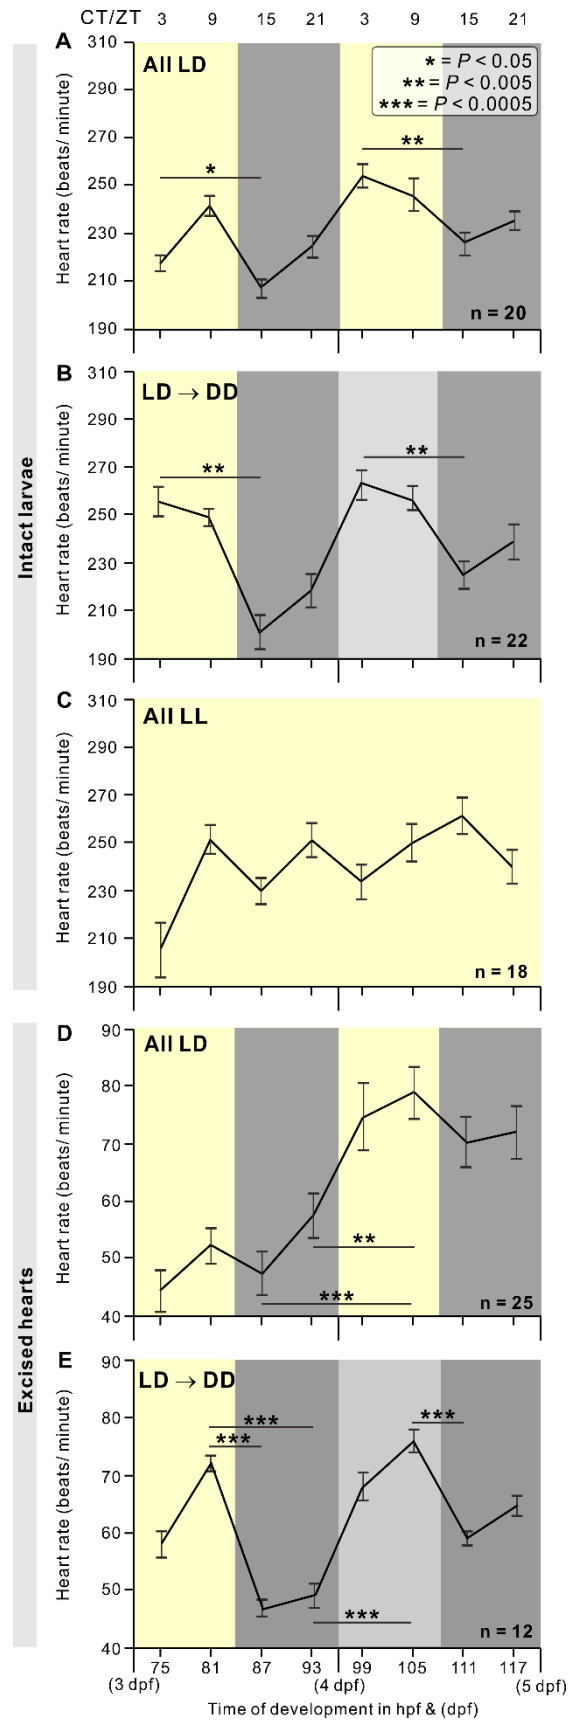 CT/ZT 3 9 15 21 3 9 15 21
A
All LD
* = P < 0.05
** = P < 0.005
*** = P < 0.0005
310
290
270
250
230
210
190
Heart rate (beats/ minute)
*
**
n = 20
B
LD → DD
310
290
270
250
230
210
190
Heart rate (beats/ minute)
**
**
n = 22
Intact larvae
C
All LL
310
290
270
250
230
210
190
Heart rate (beats/ minute)
n = 18
D
All LD
90
80
70
60
50
40
Heart rate (beats/ minute)
**
***
n = 25
Excised hearts
E
LD → DD
90
80
70
60
50
40
Heart rate (beats/ minute)
***
***
***
***
n = 12
75 81 87 93 99 105 111 117
(3 dpf) (4 dpf) (5 dpf)
Time of development in hpf & (dpf)